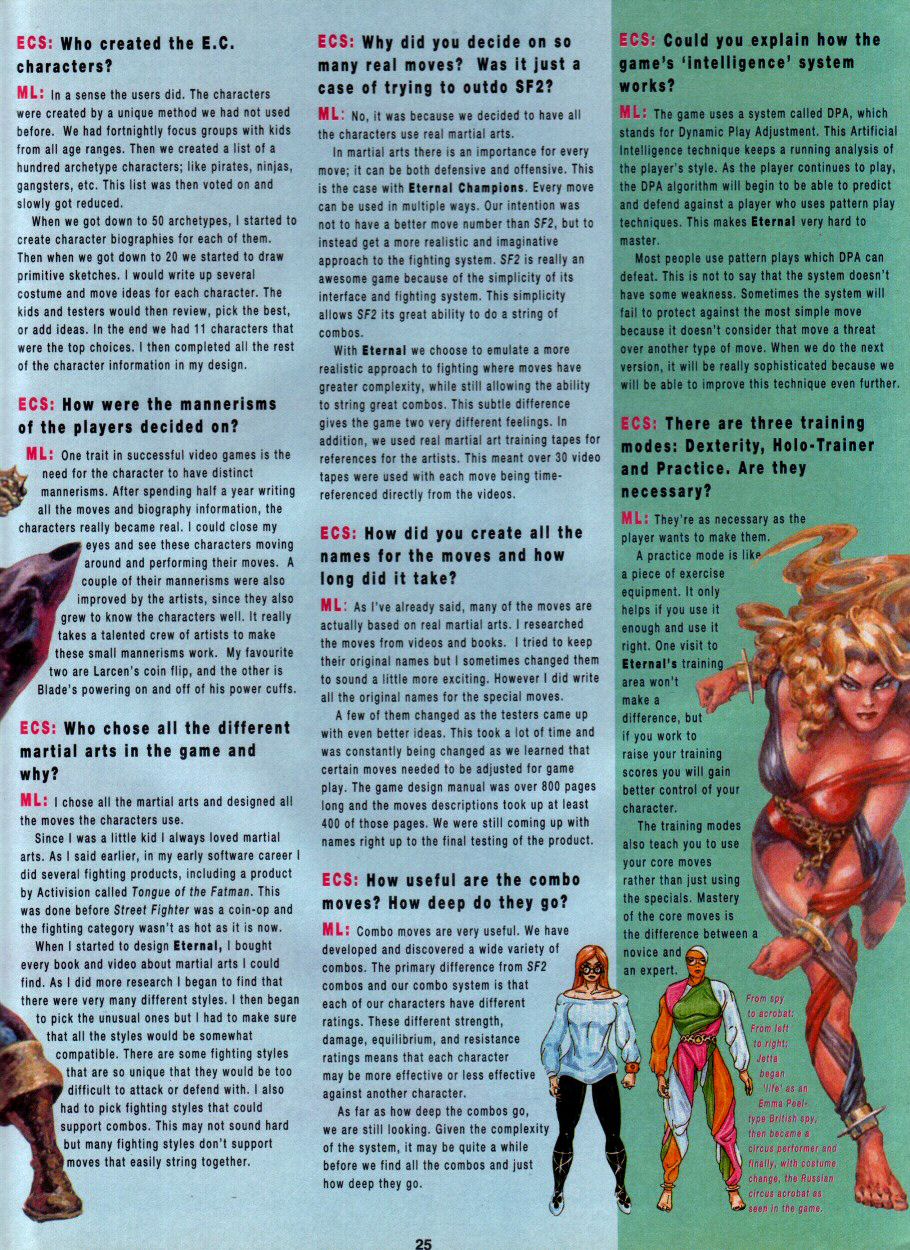 ECS: Who created the E.C.
characters?
ML: In a sense the users did. The characters
were created by a unique method we had not used
before. We had fortnightly focus groups with kids
from all age ranges. Then we created a list of a
hundred archetype characters; like pirates, ninjas,
gangsters, etc. This list was then voted on and
slowly got reduced.
When we got down to 50 archetypes, I started to
create character biographies for each of them.
Then when we got down to 20 we started to draw
primitive sketches. I would write up several
costume and move ideas for each character. The
kids and testers would then review, pick the best,
or add ideas. In the end we had 11 characters that
were the top choices. I then completed all the rest
of the character information in my design.
ECS: How were the mannerisms
of the players decided on?
ML: One trait in successful video games is the
need for the character to have distinct
mannerisms. After spending half a year writing
all the moves and biography information, the
characters really became real. I could close my
eyes and see these characters moving
around and performing their moves. A
couple of their mannerisms were also
improved by the artists, since they also
grew to know the characters well. It really
takes a talented crew of artists to make
these small mannerisms work. My favourite
two are Larcen's coin flip, and the other is
Blade's powering on and off of his power cuffs.
ECS: Who chose all the different
martial arts in the game and
why?
ML: I chose all the martial arts and designed all
the moves the characters use.
Since I was a little kid I always loved martial
arts. As I said earlier, in my early software career I
did several fighting products, including a product
by Activision called Tongue of the Fatman. This
was done before Street Fighter was a coin-op and
the fighting category wasn't as hot as it is now.
When I started to design Eternal, I bought
every book and video about martial arts I could
find. As I did more research I began to find that
there were very many different styles. I then began
to pick the unusual ones but I had to make sure
that all the styles would be somewhat
compatible. There are some fighting styles
that are so unique that they would be too
difficult to attack or defend with. I also
had to pick fighting styles that could
support combos. This may not sound hard
but many fighting styles don't support
moves that easily string together.
ECS: Why did you decide on so
many real moves? Was it just a
case of trying to outdo SF2?
ML: No, it was because we decided to have all
the characters use real martial arts.
In martial arts there is an importance for every
move; it can be both defensive and offensive. This
is the case with Eternal Champions. Every move
can be used in multiple ways. Our intention was
not to have a better move number than SF2, but to
instead get a more realistic and imaginative
approach to the fighting system. SF2 is really an
awesome game because of the simplicity of its
interface and fighting system. This simplicity
allows SF2 its great ability to do a string of
combos.
With Eternal we choose to emulate a more
realistic approach to fighting where moves have
greater complexity, while still allowing the ability
to string great combos. This subtle difference
gives the game two very different feelings. In
addition, we used real martial art training tapes for
references for the artists. This meant over 30 video
tapes were used with each move being time-
referenced directly from the videos.
ECS: How did you create all the
names for the moves and how
long did it take?
ML: As I've already said, many of the moves are
actually based on real martial arts. I researched
the moves from videos and books. I tried to keep
their original names but I sometimes changed them
to sound a little more exciting. However I did write
all the original names for the special moves.
A few of them changed as the testers came up
with even better ideas. This took a lot of time and
was constantly being changed as we learned that
certain moves needed to be adjusted for game
play. The game design manual was over 800 pages
long and the moves descriptions took up at least
400 of those pages. We were still coming up with
names right up to the final testing of the product.
ECS: How useful are the combo
moves? How deep do they go?
ML: Combo moves are very useful. We have
developed and discovered a wide variety of
combos. The primary difference from SF2
combos and our combo system is that
each of our characters have different
ratings. These different strength,
damage, equilibrium, and resistance
ratings means that each character
may be more effective or less effective
against another character.
As far as how deep the combos go,
we are still looking. Given the complexity
of the system, it may be quite a while
before we find all the combos and just
how deep they go.
ECS: Could you explain how the
game's 'intelligence' system
works?
ML: The game uses a system called DPA, which
stands for Dynamic Play Adjustment. This Artificial
Intelligence technique keeps a running analysis of
the player's style. As the player continues to play,
the DPA algorithm will begin to be able to predict
and defend against a player who uses pattern play
techniques. This makes Eternal very hard to
master.
Most people use pattern plays which DPA can
defeat. This is not to say that the system doesn't
have some weakness. Sometimes the system will
fail to protect against the most simple move
because it doesn't consider that move a threat
over another type of move. When we do the next
version, it will be really sophisticated because we
will be able to improve this technique even further.
ECS: There are three training
modes: Dexterity, Holo-Trainer
and Practice. Are they
necessary?
ML: They're as necessary as the
player wants to make them.
A practice mode is like
a piece of exercise
equipment. It only
helps if you use it
enough and use it
right. One visit to
Eternal's training
area won't
make a
difference, but
if you work to
raise your training
scores you will gain
better control of your
character.
The training modes
also teach you to use
your core moves
rather than just using
the specials. Mastery
of the core moves is
the difference between a
novice and
an expert.
From spy
to acrobat:
From left
to right;
Jetta
began
'life' as an
Emma Peel-
type British spy,
then became a
circus performer and
finally, with costume
change, the Russian
circus acrobat as
seen in the game.
25